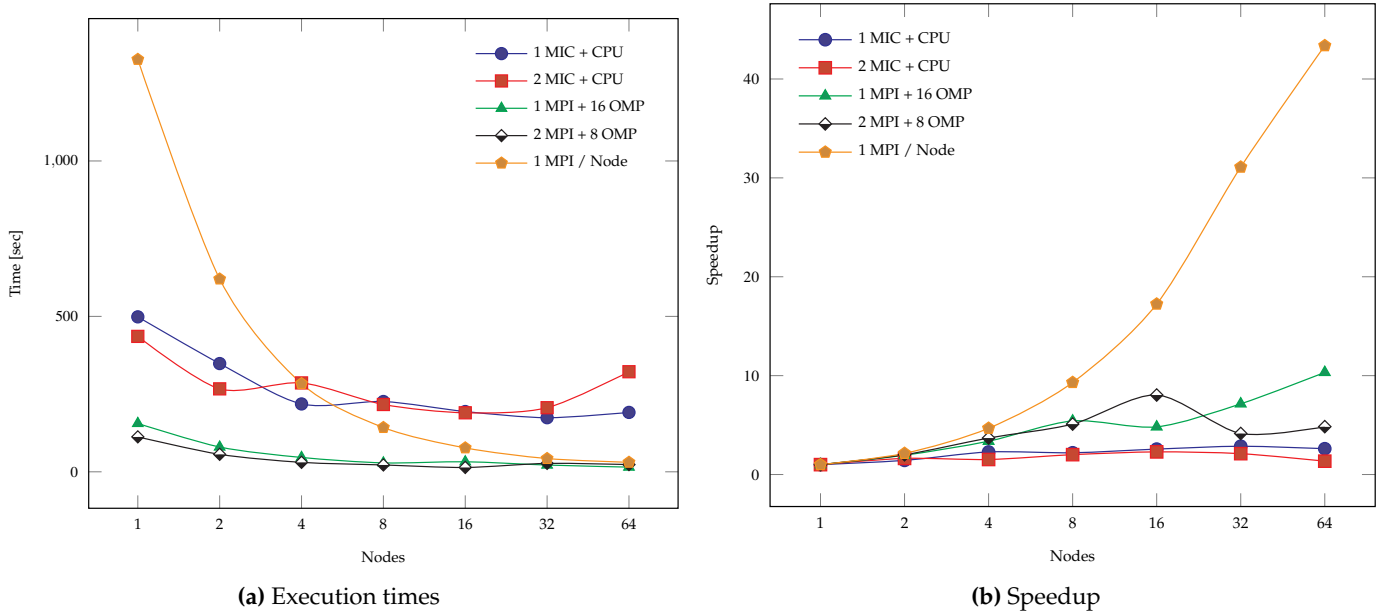 1 MIC + CPU
2 MIC + CPU
1 MPI + 16 OMP
2 MPI + 8 OMP
1 MPI / Node
1,000
500
0
Time [sec]
1 2 4 8 16 32 64
Nodes
(a) Execution times
1 MIC + CPU
2 MIC + CPU
1 MPI + 16 OMP
2 MPI + 8 OMP
1 MPI / Node
40
30
20
10
0
Speedup
1 2 4 8 16 32 64
Nodes
(b) Speedup